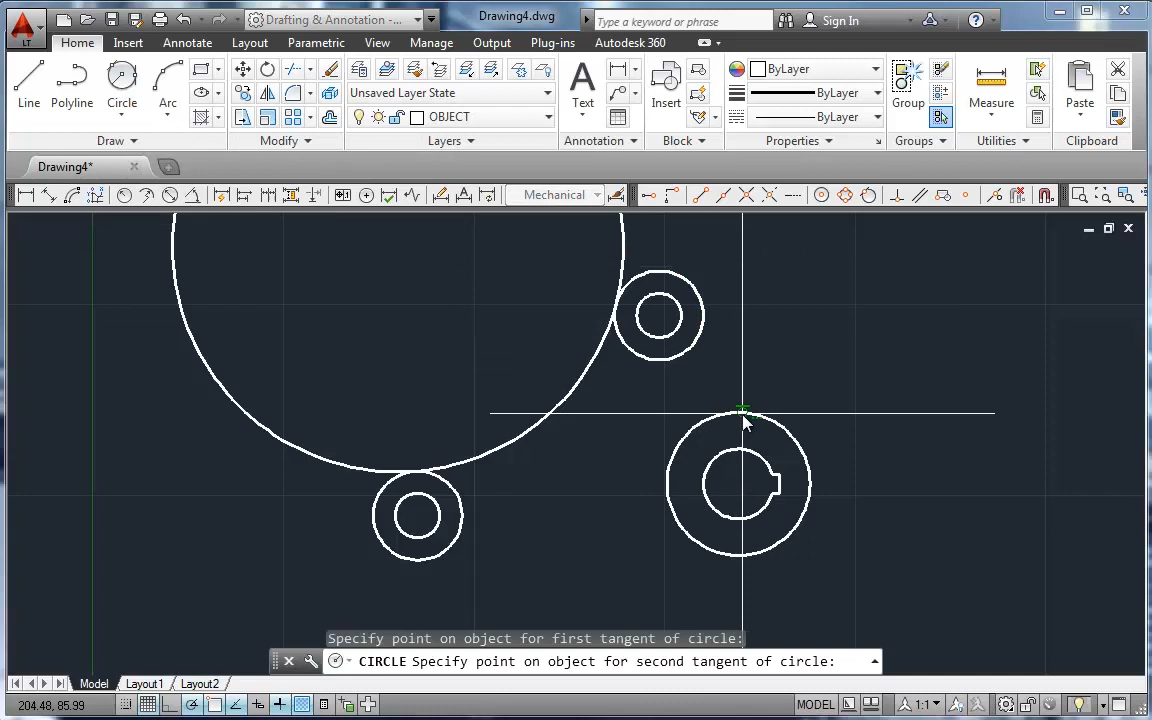 Drafting & Annotation -... Drawing4.dwg Type a keyword or phrase Sign In
LT
Home Insert Annotate Layout Parametric View Manage Output Plug-ins Autodesk 360
Line Polyline Circle Arc Unsaved Layer State OBJECT Text Insert ByLayer ByLayer ByLayer Group Measure Paste
Draw Modify Layers Annotation Block Properties Groups Utilities Clipboard
Drawing4*
Mechanical
Specify point on object for first tangent of circle:
CIRCLE Specify point on object for second tangent of circle:
Model Layout1 Layout2
204.48, 85.99 MODEL 1:1